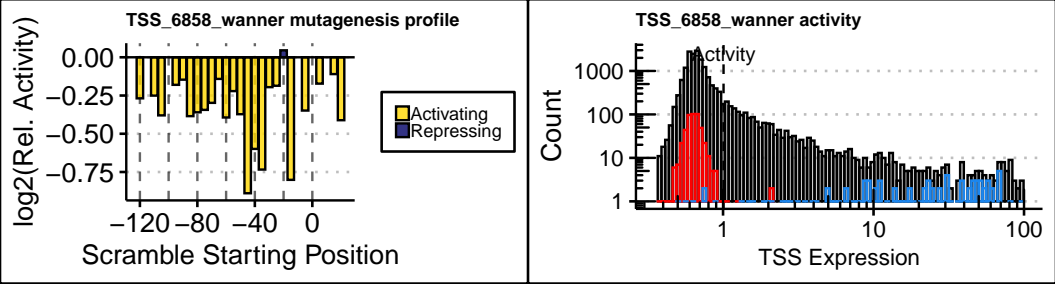 TSS_6858_wanner mutagenesis profile
log2(Rel. Activity)
0.00
−0.25
−0.50
−0.75
−120 −80 −40 0
Scramble Starting Position
Activating
Repressing
TSS_6858_wanner activity
Activity
Count
1000
100
10
1
1 10 100
TSS Expression